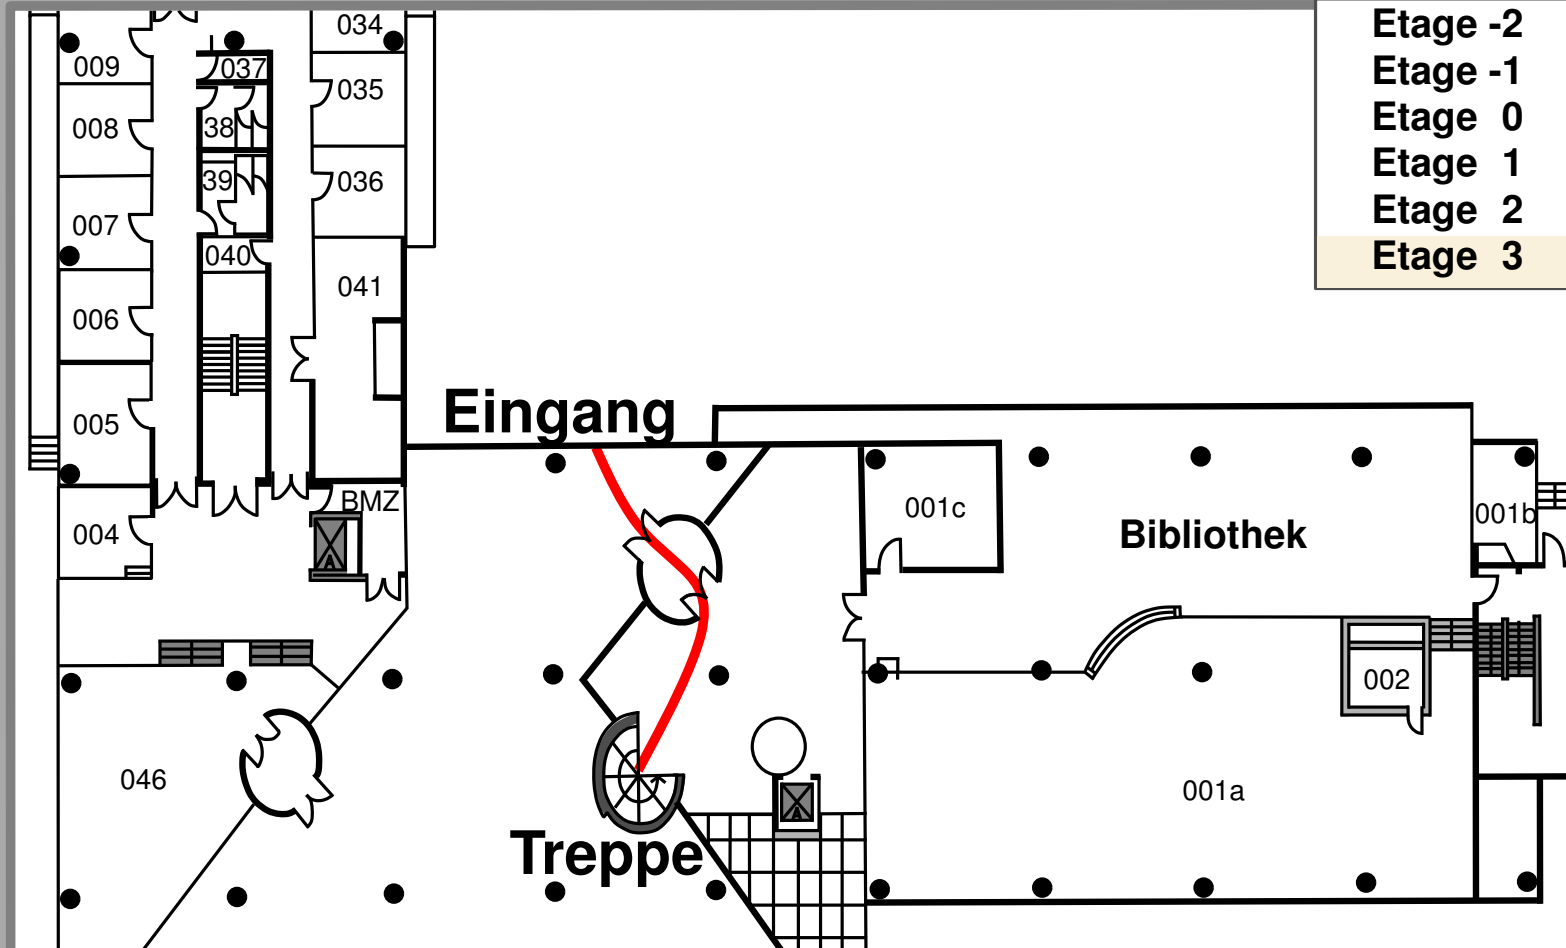 034
009
037
035
008
38
39
036
007
040
041
006
005
Eingang
BMZ
004
A
001c
Bibliothek
001b
002
046
001a
A
Treppe
Etage -2
Etage -1
Etage 0
Etage 1
Etage 2
Etage 3